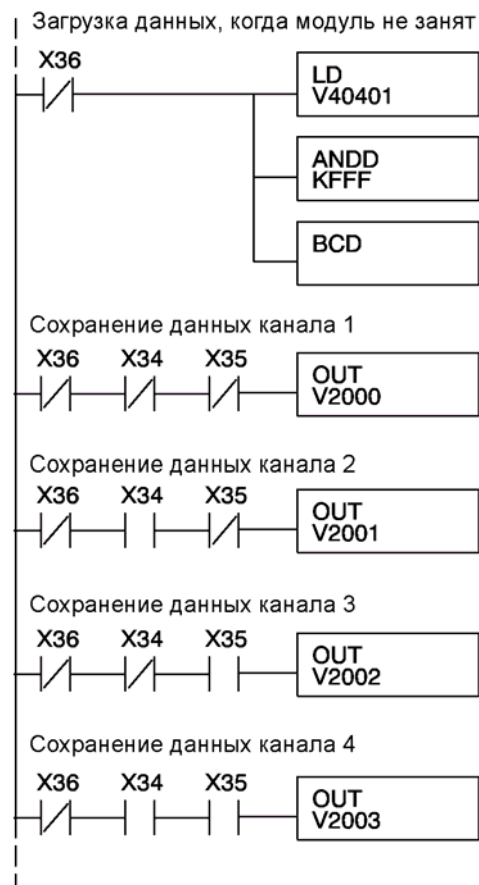 Загрузка данных, когда модуль не занят
X36
LD
V40401
ANDD
KFFF
BCD
Сохранение данных канала 1
X36 X34 X35
OUT
V2000
Сохранение данных канала 2
X36 X34 X35
OUT
V2001
Сохранение данных канала 3
X36 X34 X35
OUT
V2002
Сохранение данных канала 4
X36 X34 X35
OUT
V2003